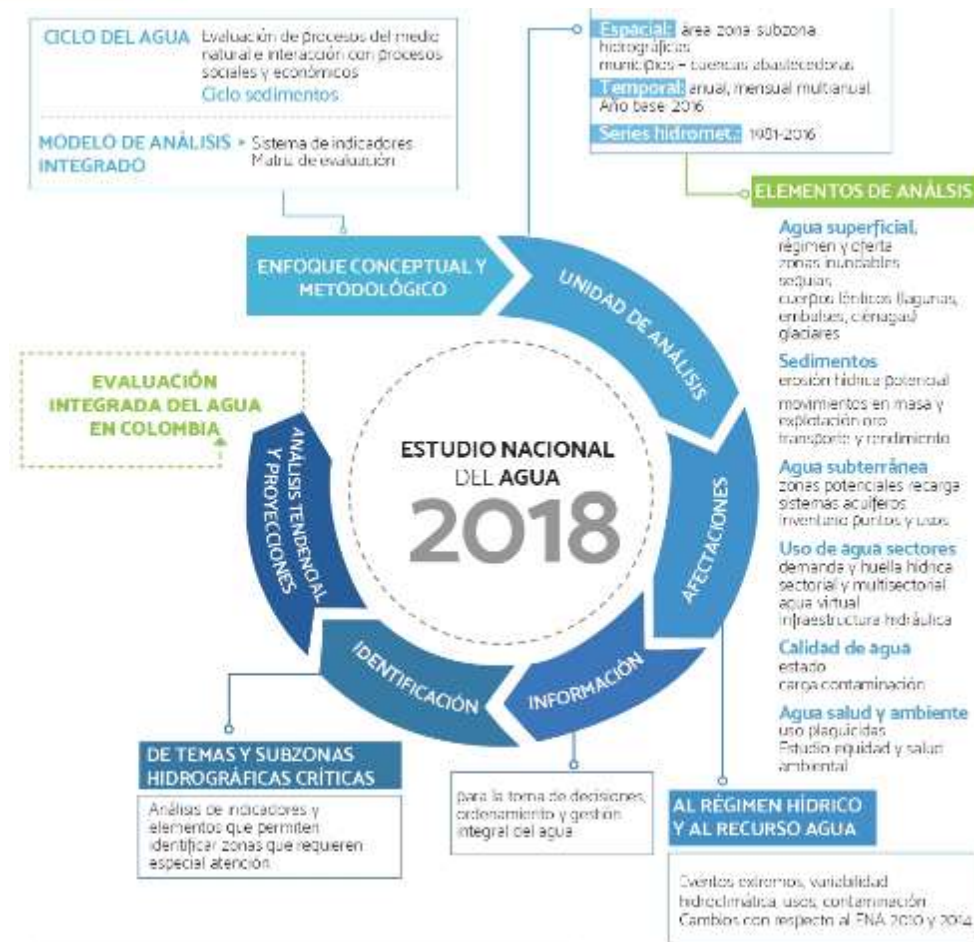 CICLO DEL AGUA
Evaluación de procesos del medio
natural e interacción con procesos
sociales y económicos
Ciclo sedimentos
MODELO DE ANÁLISIS
INTEGRADO
Sistema de indicadores
Matriz de evaluación
Espacial: área zona subzona
hidrográficas
municipios – cuencas abastecedoras
Temporal: anual, mensual multianual
Año base 2016
Series hidromet.: 1981-2016
ELEMENTOS DE ANÁLSIS
Agua superficial,
régimen y oferta
zonas inundables
sequias
cuerpos lénticos (lagunas,
embalses, ciénagas)
glaciares
Sedimentos
erosión hídrica potencial
movimientos en masa y
explotación oro
transporte y rendimiento
Agua subterránea
zonas potenciales recarga
sistemas acuíferos
inventario puntos y usos
Uso de agua sectores
demanda y huella hídrica
sectorial y multisectorial
agua virtual
infraestructura hidráulica
Calidad de agua
estado
carga contaminación
Agua salud y ambiente
uso plaguicidas
Estudio equidad y salud
ambiental
ENFOQUE CONCEPTUAL Y
METODOLÓGICO
UNIDAD DE ANÁLISIS
AFECTACIONES
INFORMACIÓN
IDENTIFICACIÓN
ANÁLISIS TENDENCIAL
Y PROYECCIONES
EVALUACIÓN
INTEGRADA DEL AGUA
EN COLOMBIA
ESTUDIO NACIONAL
DEL AGUA
2018
DE TEMAS Y SUBZONAS
HIDROGRÁFICAS CRÍTICAS
Análisis de indicadores y
elementos que permiten
identificar zonas que requieren
especial atención
para la toma de decisiones,
ordenamiento y gestión
integral del agua
AL RÉGIMEN HÍDRICO
Y AL RECURSO AGUA
Eventos extremos, variabilidad
hidroclimática, usos, contaminación
Cambios con respecto al ENA 2010 y 2014